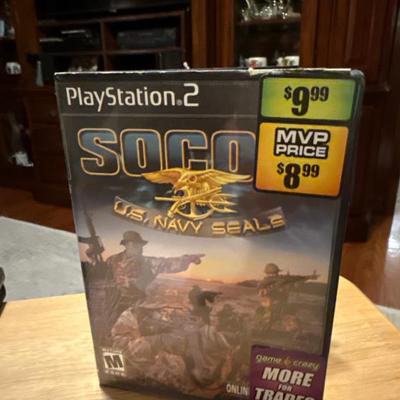 PlayStation.2
$9.99
SOCO
MVP
PRICE
$8.99
U.S. NAVY SEALs
M
ONLIN
game crazy
MORE
FOR
TRADES